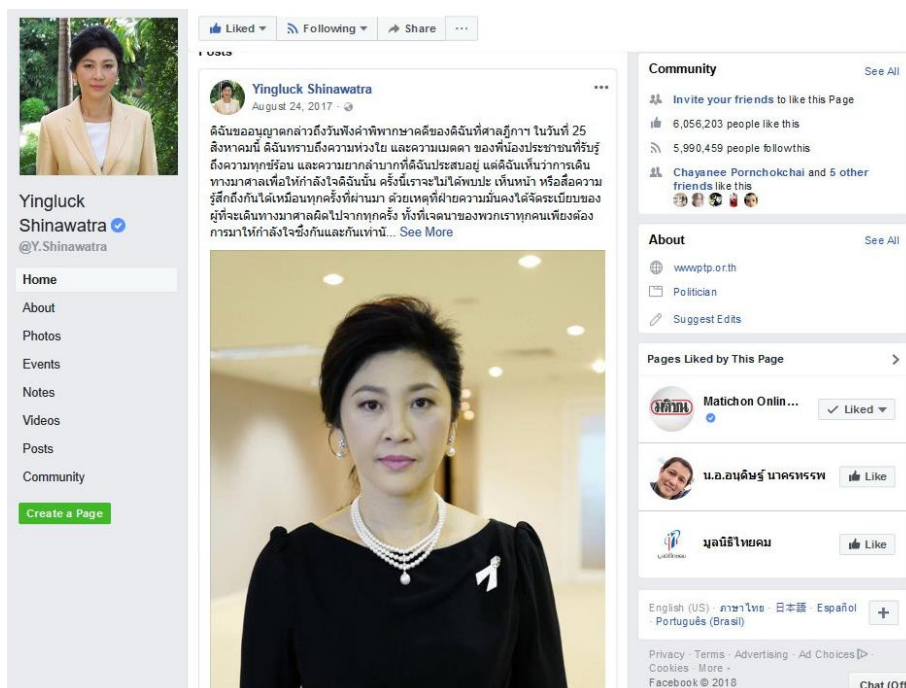 Liked
Following
Share
Posts
Yingluck
Shinawatra
@Y.Shinawatra
Home
About
Photos
Events
Notes
Videos
Posts
Community
Create a Page
Yingluck Shinawatra
August 24, 2017 ·
ดิฉันขออนุญาตกล่าวถึงวันฟังคำพิพากษาคดีของดิฉันที่ศาลฎีกาฯ ในวันที่ 25
สิงหาคมนี้ ดิฉันทราบถึงความห่วงใย และความเมตตา ของพี่น้องประชาชนที่รับรู้
ถึงความทุกข์ร้อน และความยากลำบากที่ดิฉันประสบอยู่ แต่ดิฉันเห็นว่าการเดิน
ทางมาศาลเพื่อให้กำลังใจดิฉันนั้น ครั้งนี้เราจะไม่ได้พบปะ เห็นหน้า หรือสื่อความ
รู้สึกถึงกันได้เหมือนทุกครั้งที่ผ่านมา ด้วยเหตุที่ฝ่ายความมั่นคงได้จัดระเบียบของ
ผู้ที่จะเดินทางมาศาลผิดไปจากทุกครั้ง ทั้งที่เจตนาของพวกเราทุกคนเพียงต้อง
การมาให้กำลังใจซึ่งกันและกันเท่านั... See More
Community
See All
Invite your friends to like this Page
6,056,203 people like this
5,990,459 people followthis
Chayanee Pornchokchai and 5 other
friends like this
About
See All
wwwptp.or.th
Politician
Suggest Edits
Pages Liked by This Page
มติชน
Matichon Onlin...
Liked
น.อ.อนุดิษฐ์ นาครทรรพ
Like
มูลนิธิไทยคม
Like
English (US) · ภาษาไทย · 日本語 · Español
· Português (Brasil)
Privacy · Terms · Advertising · Ad Choices ·
Cookies · More
Facebook © 2018
Chat (Off